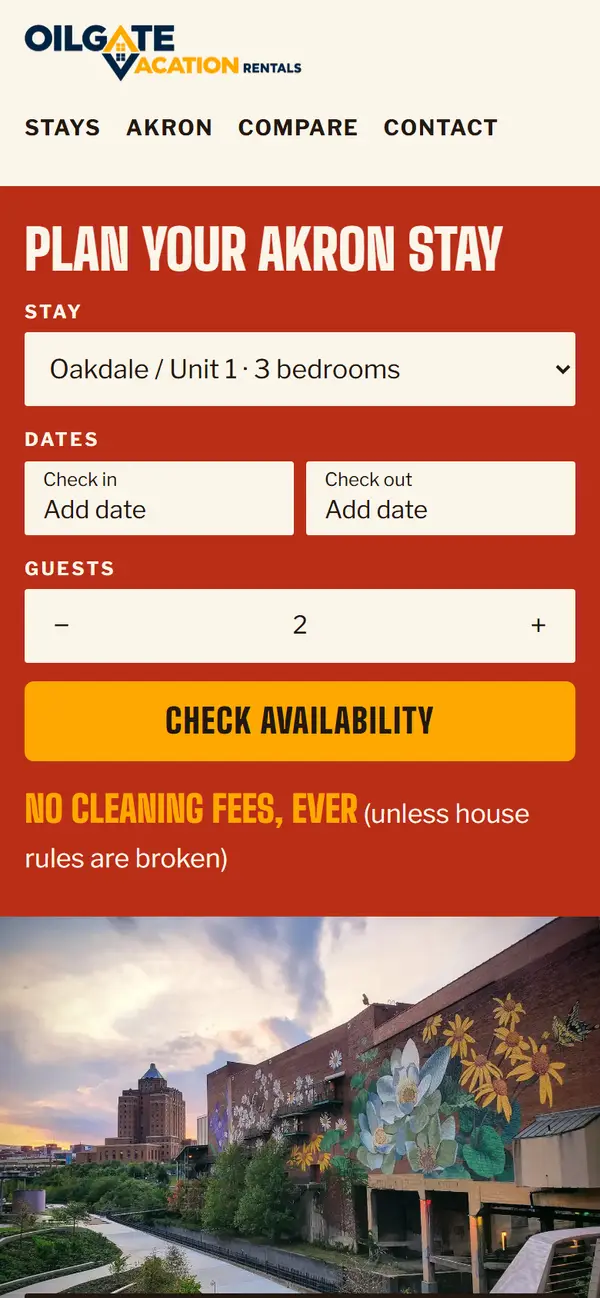 OILGATE
VACATION RENTALS
STAYS AKRON COMPARE CONTACT
PLAN YOUR AKRON STAY
STAY
Oakdale / Unit 1 · 3 bedrooms
DATES
Check in
Add date
Check out
Add date
GUESTS
− 2 +
CHECK AVAILABILITY
NO CLEANING FEES, EVER (unless house
rules are broken)